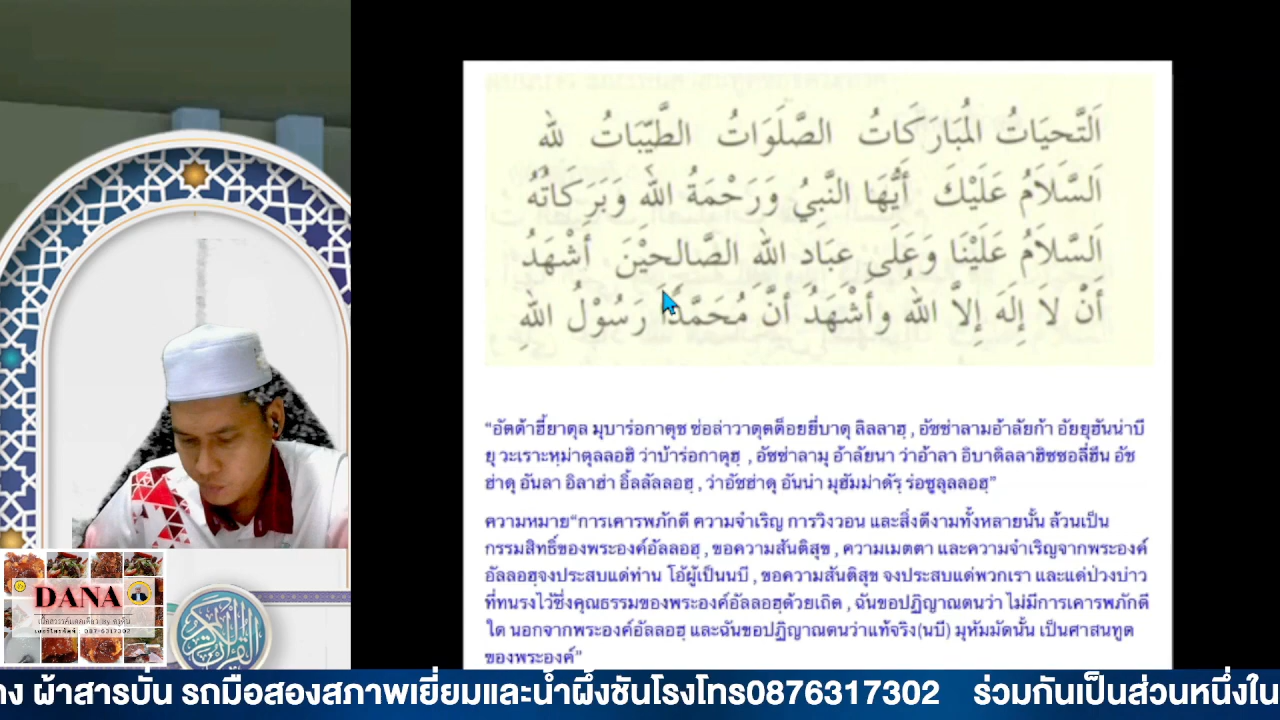 اَلتَّحيَاتُ المُبَارَكَاتُ الصَّلَوَاتُ الطَّيِّبَاتُ لله
اَلسَّلاَمُ عَلَيْكَ أَيُّهَا النَّبِيُ وَرَحْمَةُ الله وَبَرَكَاتُهُ
اَلسَّلاَمُ عَلَيْنَا وَعَلَى عِبَادِ اللهِ الصَّالحِيْنَ أَشْهَدُ
أَنْ لاَ إِلَهَ إِلاَّ اللهُ وأَشْهَدُ أنَّ مُحَمَّدًا رَسُوْلُ اللهِ
“อัตต้าฮี้ยาตุล มุบาร่อกาตุซ ซ่อล่าวาตุตต็อยยี่บาตุ ลิลลาฮฺ , อัซซ่าลามอ้าลัยก้า อัยยุฮันน่าบี
ยุ วะเราะหฺม่าตุลลอฮิ ว่าบ้าร่อกาตุฮฺ , อัซซ่าลามุ อ้าลัยนา ว่าอ้าลา อิบาดิลลาฮิซซอลี่ฮีน อัช
ฮ่าดุ อันลา อิลาฮ่า อิ้ลลัลลอฮฺ , ว่าอัชฮ่าดุ อันน่า มุฮัมม่าดัรฺ ร่อซูลุลลอฮฺ”
ความหมาย“การเคารพภักดี ความจำเริญ การวิงวอน และสิ่งดีงามทั้งหลายนั้น ล้วนเป็น
กรรมสิทธิ์ของพระองค์อัลลอฮฺ , ขอความสันติสุข , ความเมตตา และความจำเริญจากพระองค์
อัลลอฮฺจงประสบแด่ท่าน โอ้ผู้เป็นนบี , ขอความสันติสุข จงประสบแด่พวกเรา และแด่ปวงบ่าว
ที่ทนรงไว้ซึ่งคุณธรรมของพระองค์อัลลอฮฺด้วยเถิด , ฉันขอปฏิญาณตนว่า ไม่มีการเคารพภักดี
ใด นอกจากพระองค์อัลลอฮฺ และฉันขอปฏิญาณตนว่าแท้จริง(นบี) มุหัมมัดนั้น เป็นศาสนทูต
ของพระองค์”
DANA
087-6317302
ผ้าสารบั่น รถมือสองสภาพเยี่ยมและน้ำผึ้งชันโรงโทร0876317302 ร่วมกันเป็นส่วนหนึ่งใน